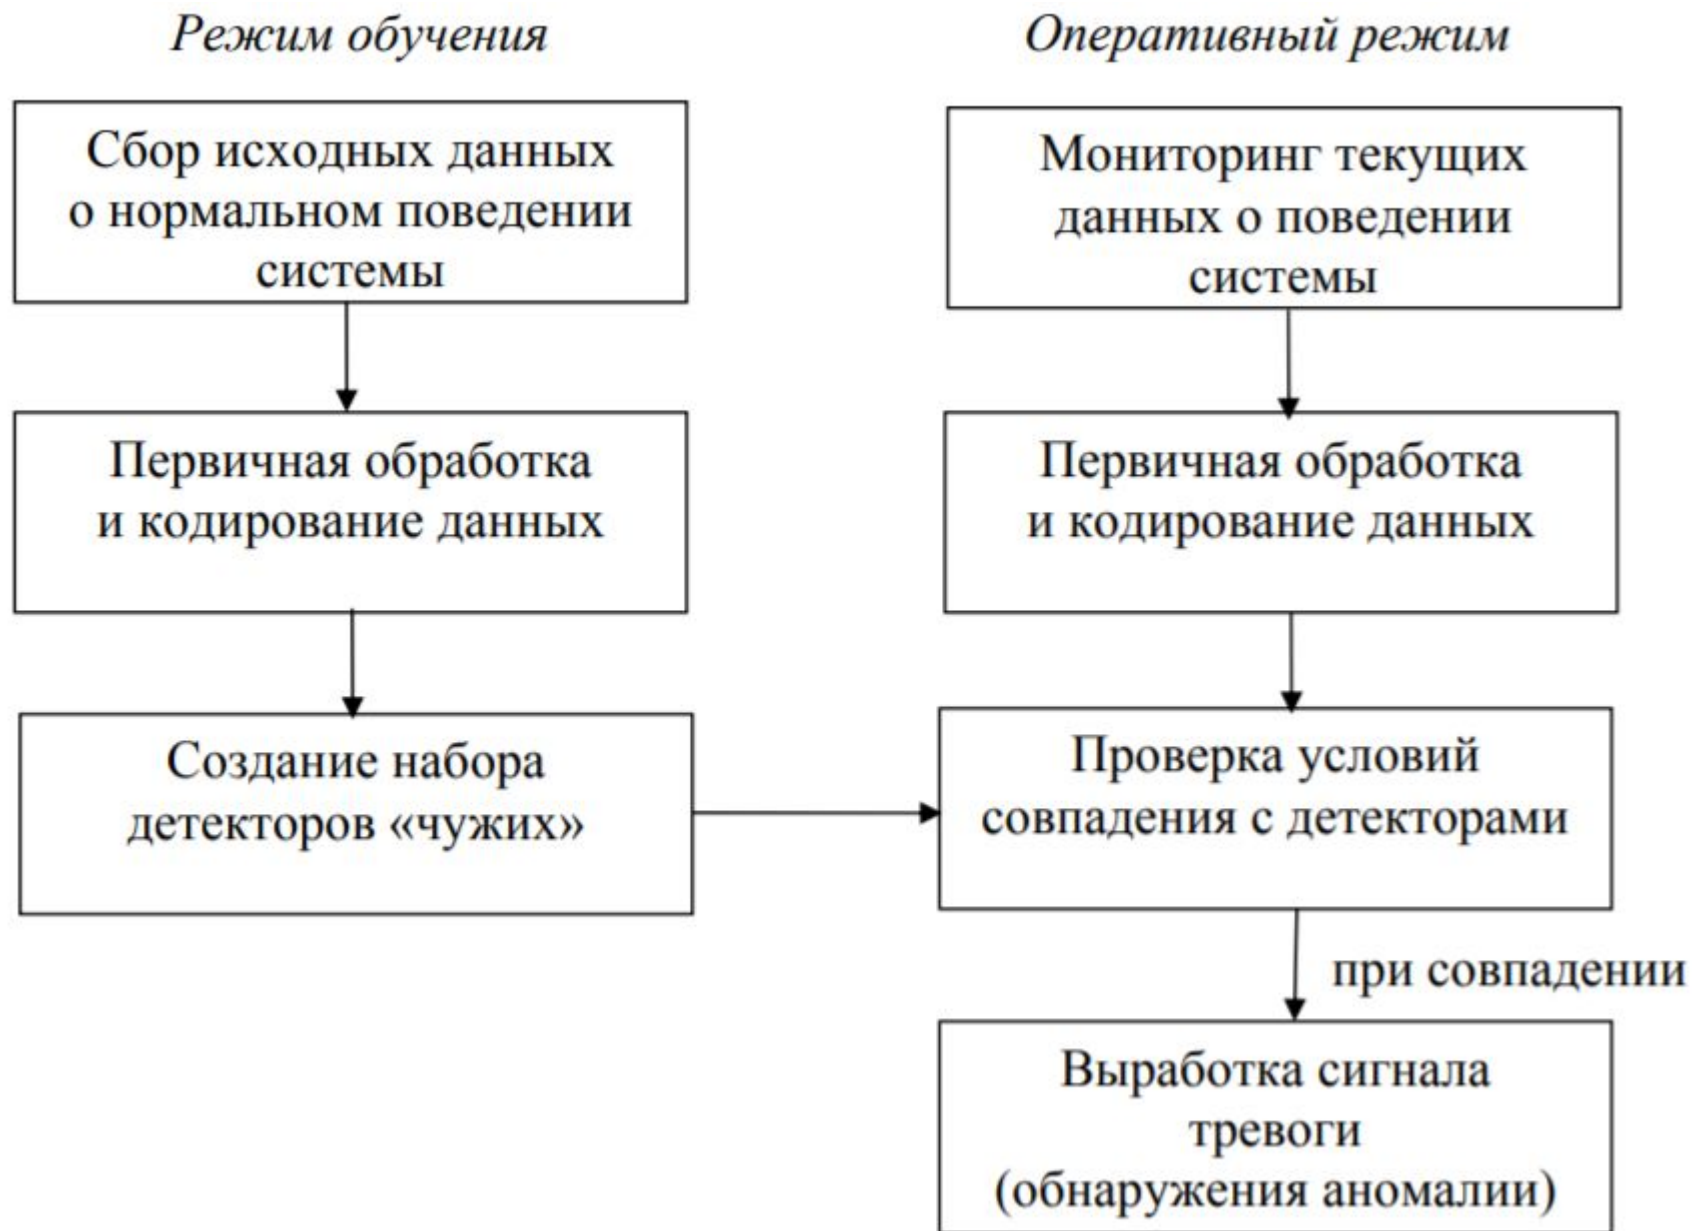 Режим обучения
Сбор исходных данных
о нормальном поведении
системы
Первичная обработка
и кодирование данных
Создание набора
детекторов «чужих»
Оперативный режим
Мониторинг текущих
данных о поведении
системы
Первичная обработка
и кодирование данных
Проверка условий
совпадения с детекторами
при совпадении
Выработка сигнала
тревоги
(обнаружения аномалии)